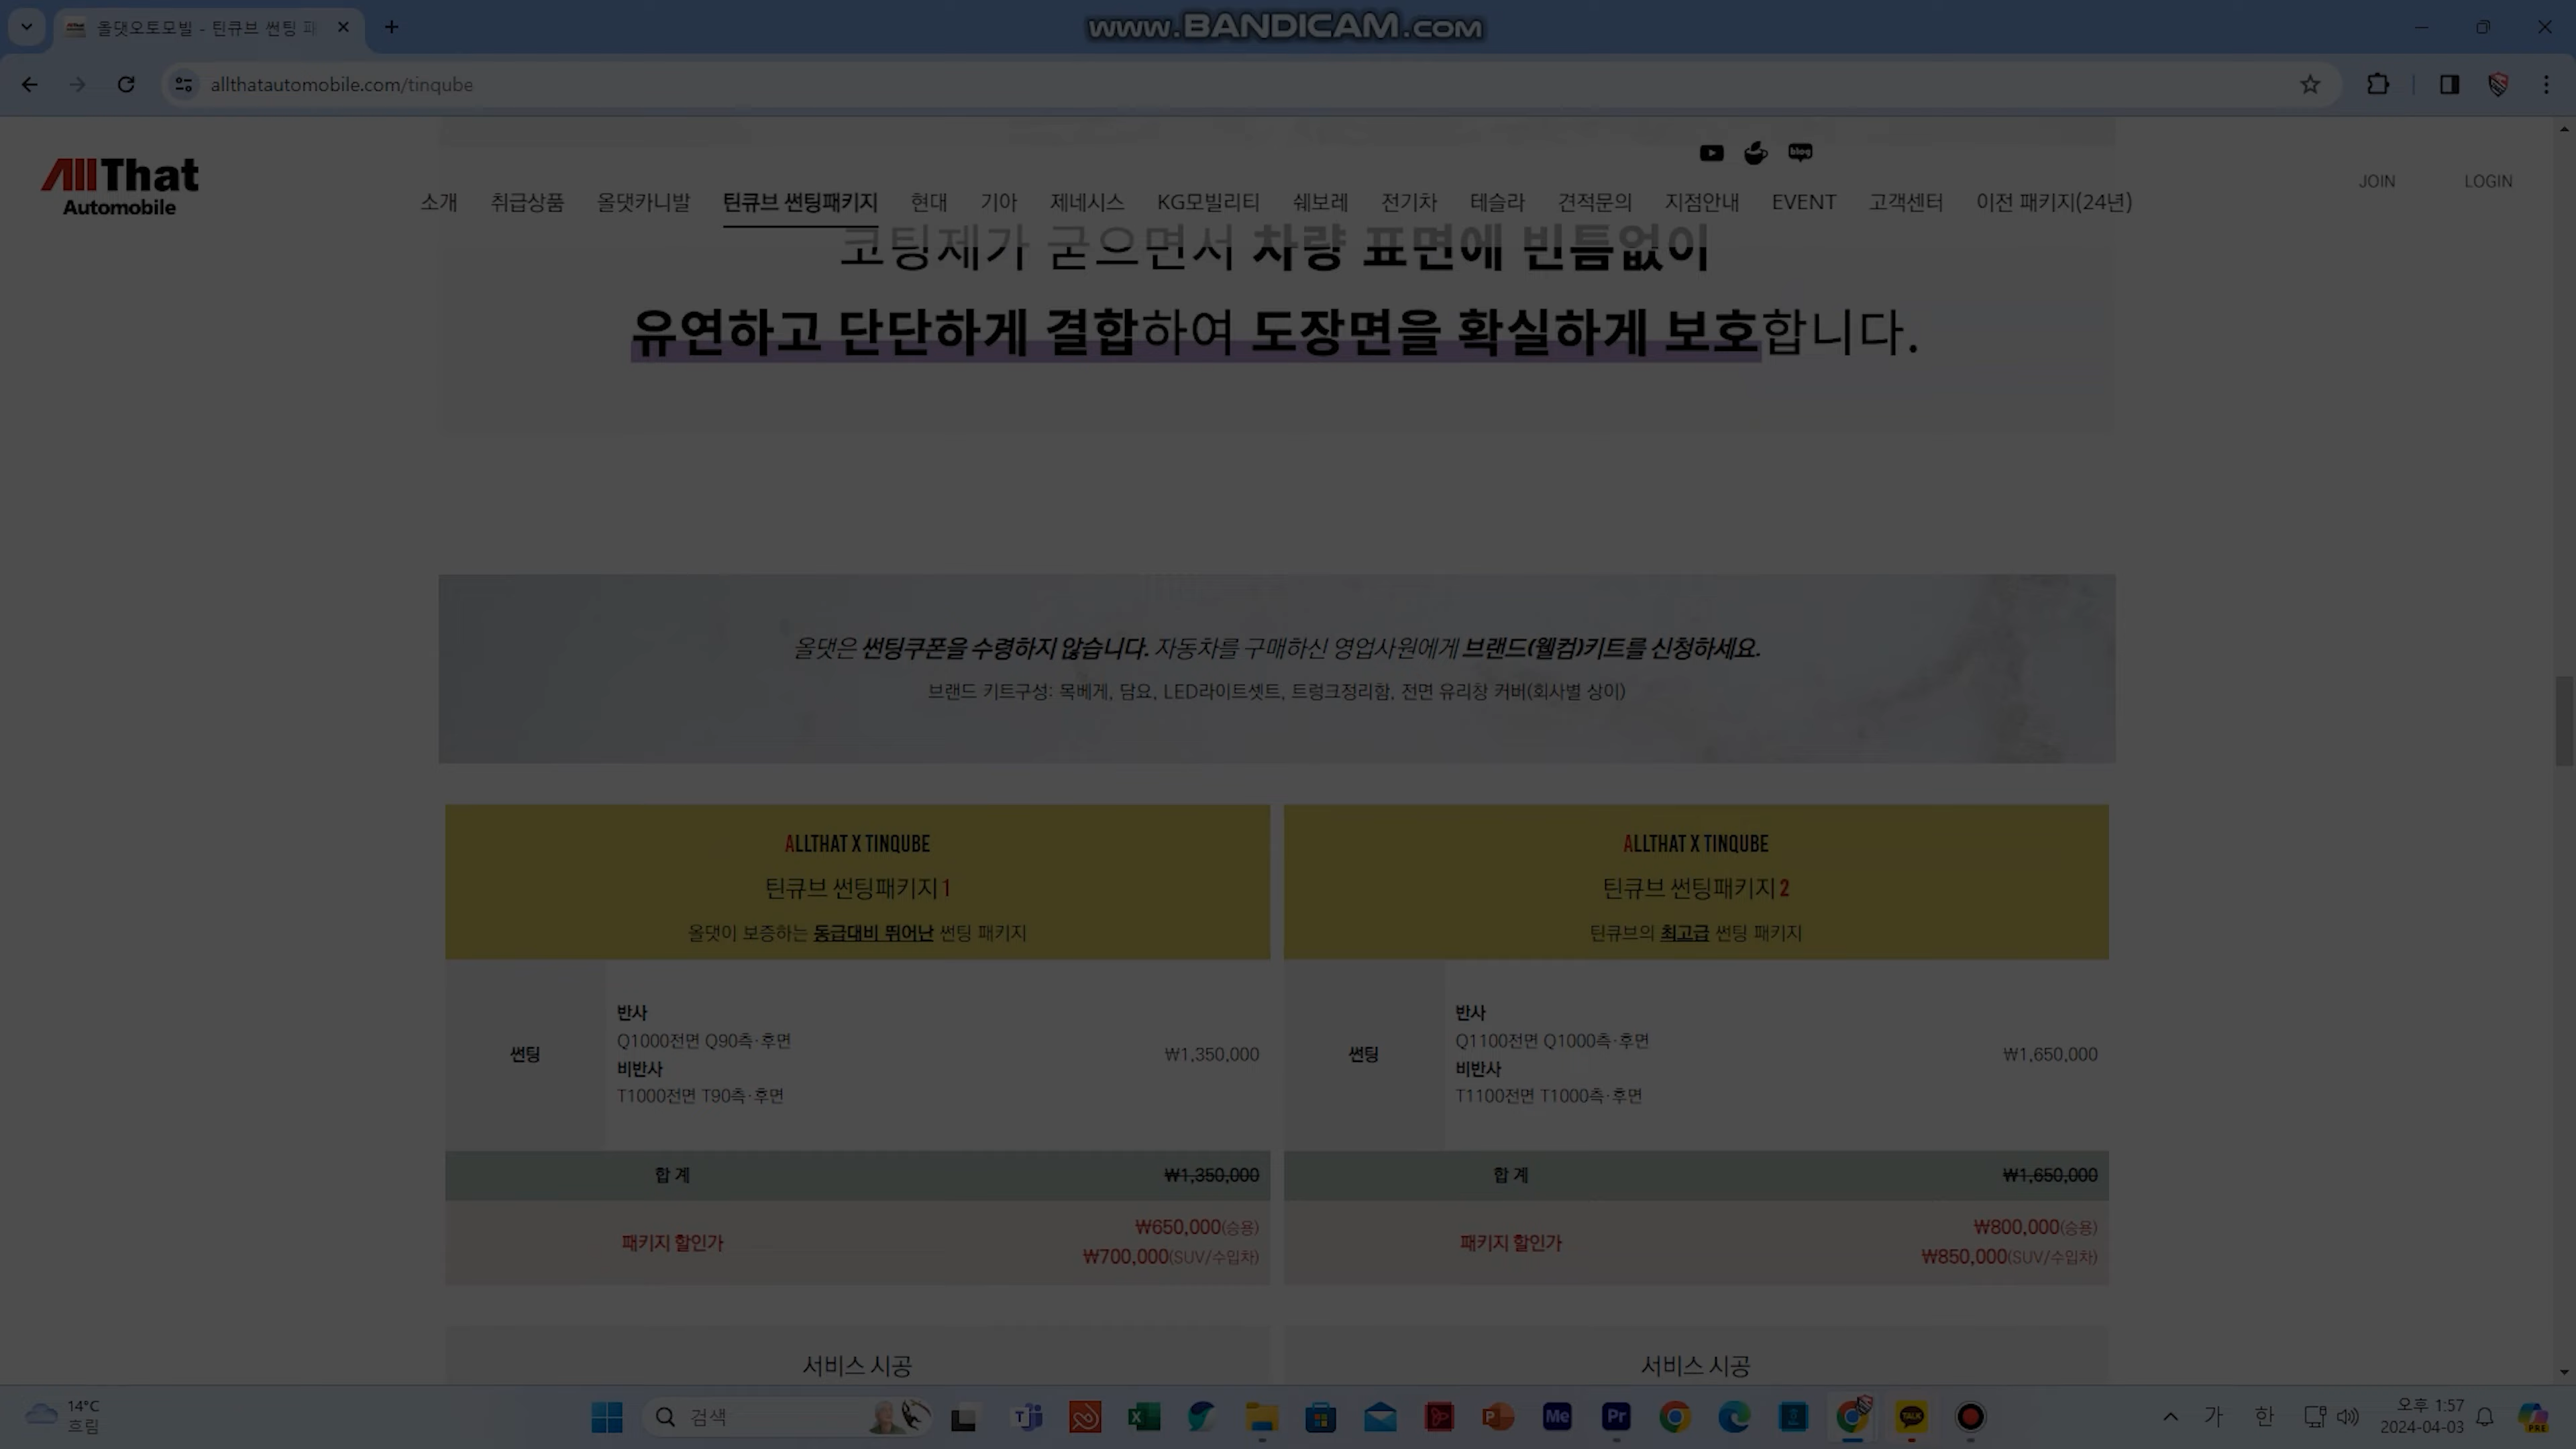 올댓오토모빌 - 틴큐브 썬팅 패
www.BANDICAM.com
allthatautomobile.com/tinqube
AllThat
Automobile
JOIN
LOGIN
소개 취급상품 올댓카니발 틴큐브 썬팅패키지 현대 기아 제네시스 KG모빌리티 쉐보레 전기차 테슬라 견적문의 지점안내 EVENT 고객센터 이전 패키지(24년)
blog
코팅제가 굳으면서 차량 표면에 빈틈없이
유연하고 단단하게 결합하여 도장면을 확실하게 보호합니다.
올댓은 썬팅쿠폰을 수령하지 않습니다. 자동차를 구매하신 영업사원에게 브랜드(웰컴)키트를 신청하세요.
브랜드 키트구성: 목베게, 담요, LED라이트셋트, 트렁크정리함, 전면 유리창 커버(회사별 상이)
ALLTHAT X TINQUBE
틴큐브 썬팅패키지 1
올댓이 보증하는 동급대비 뛰어난 썬팅 패키지
썬팅
반사
Q1000전면 Q90측·후면
비반사
T1000전면 T90측·후면
₩1,350,000
합 계
₩1,350,000
패키지 할인가
₩650,000(승용)
₩700,000(SUV/수입차)
서비스 시공
ALLTHAT X TINQUBE
틴큐브 썬팅패키지 2
틴큐브의 최고급 썬팅 패키지
썬팅
반사
Q1100전면 Q1000측·후면
비반사
T1100전면 T1000측·후면
₩1,650,000
합 계
₩1,650,000
패키지 할인가
₩800,000(승용)
₩850,000(SUV/수입차)
서비스 시공
14°C
흐림
검색
Me
Pr
TALK
가
한
오후 1:57
2024-04-03
PRE